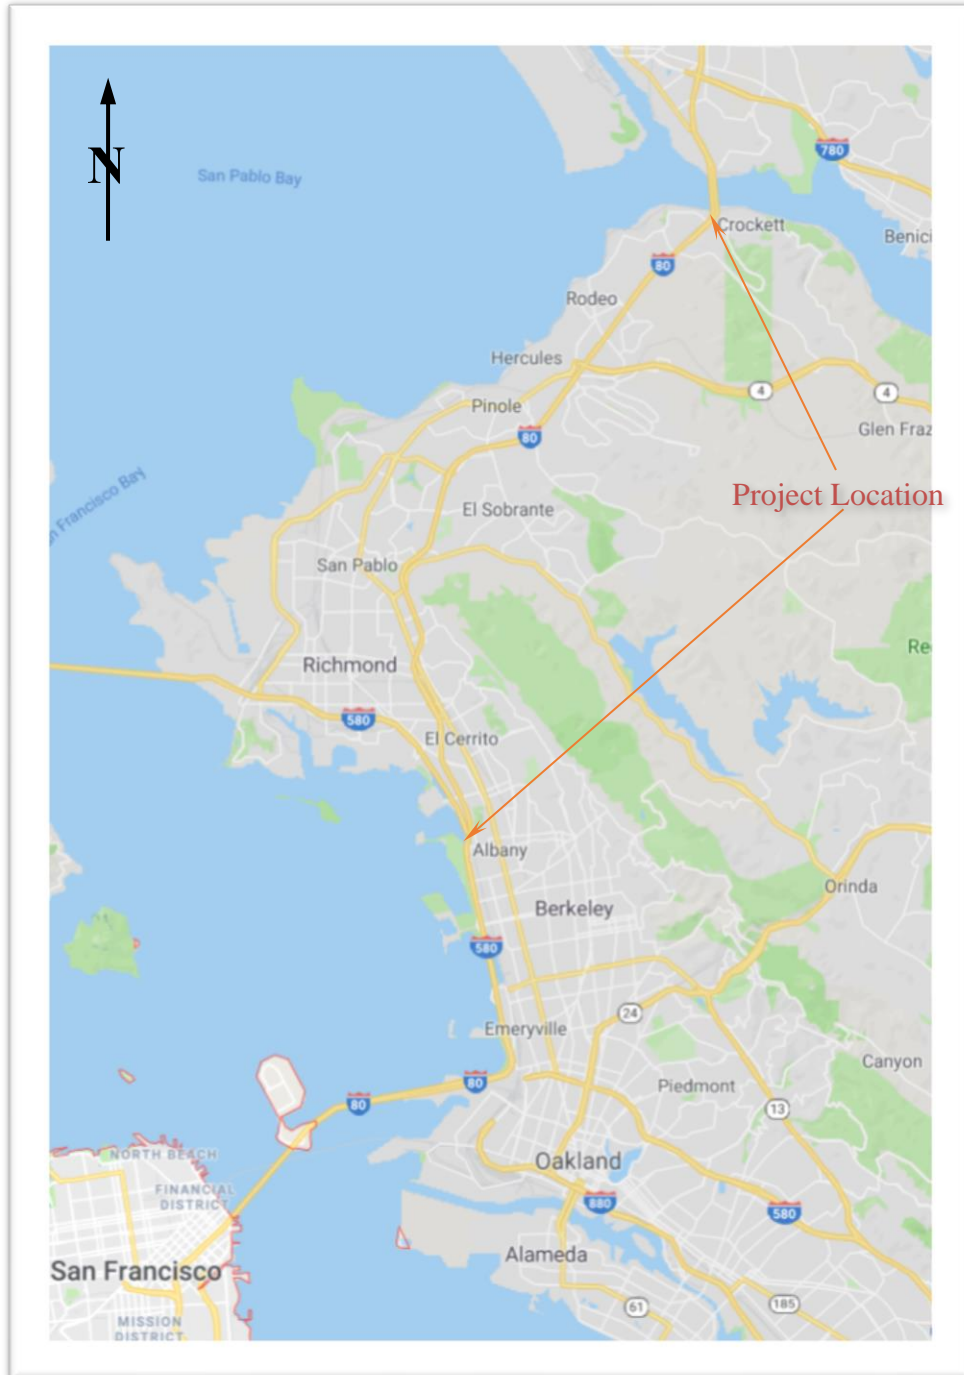 780
N
San Pablo Bay
Crockett
Benici
80
Rodeo
Hercules
4
4
Pinole
Glen Fraz
80
Project Location
n Francisco Bay
El Sobrante
San Pablo
Re
Richmond
580
El Cerrito
Albany
Orinda
Berkeley
580
24
Emeryville
Canyon
80
Piedmont
80
13
NORTH BEACH
Oakland
FINANCIAL
DISTRICT
880
580
Alameda
San Francisco
185
61
MISSION
DISTRICT